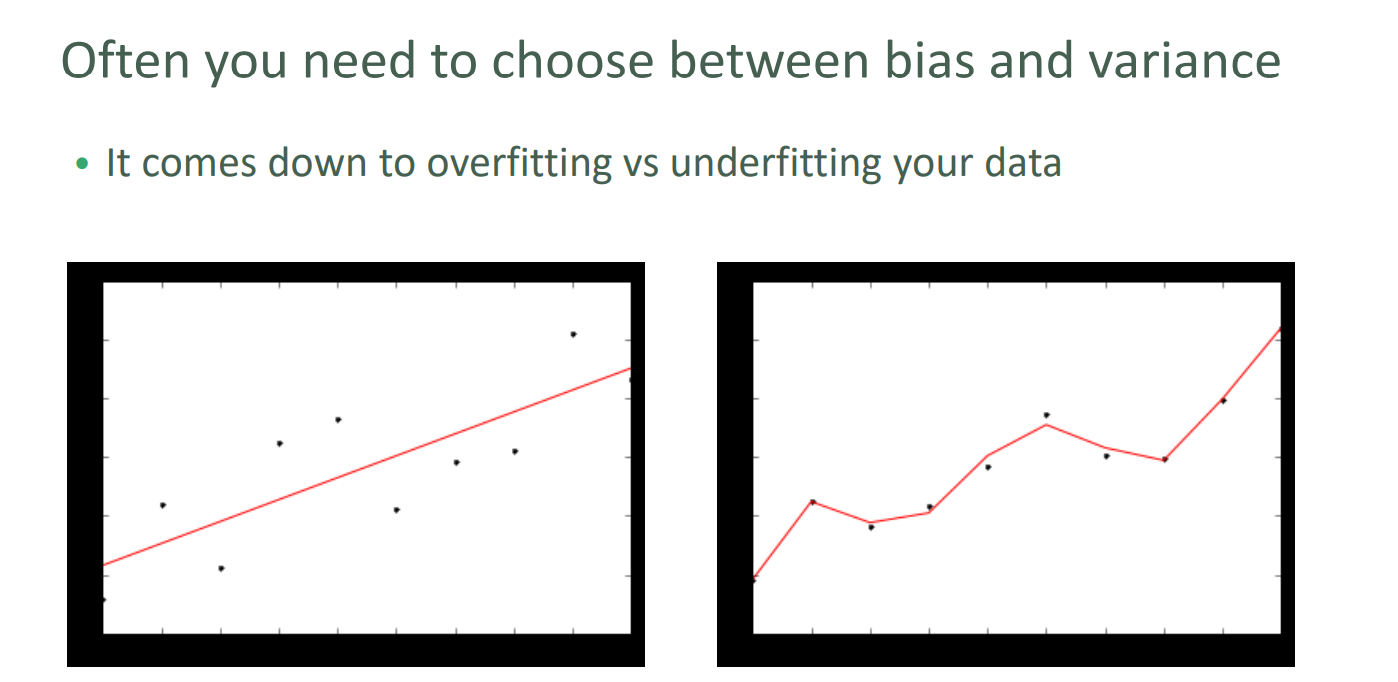 Often you need to choose between bias and variance
• It comes down to overfitting vs underfitting your data